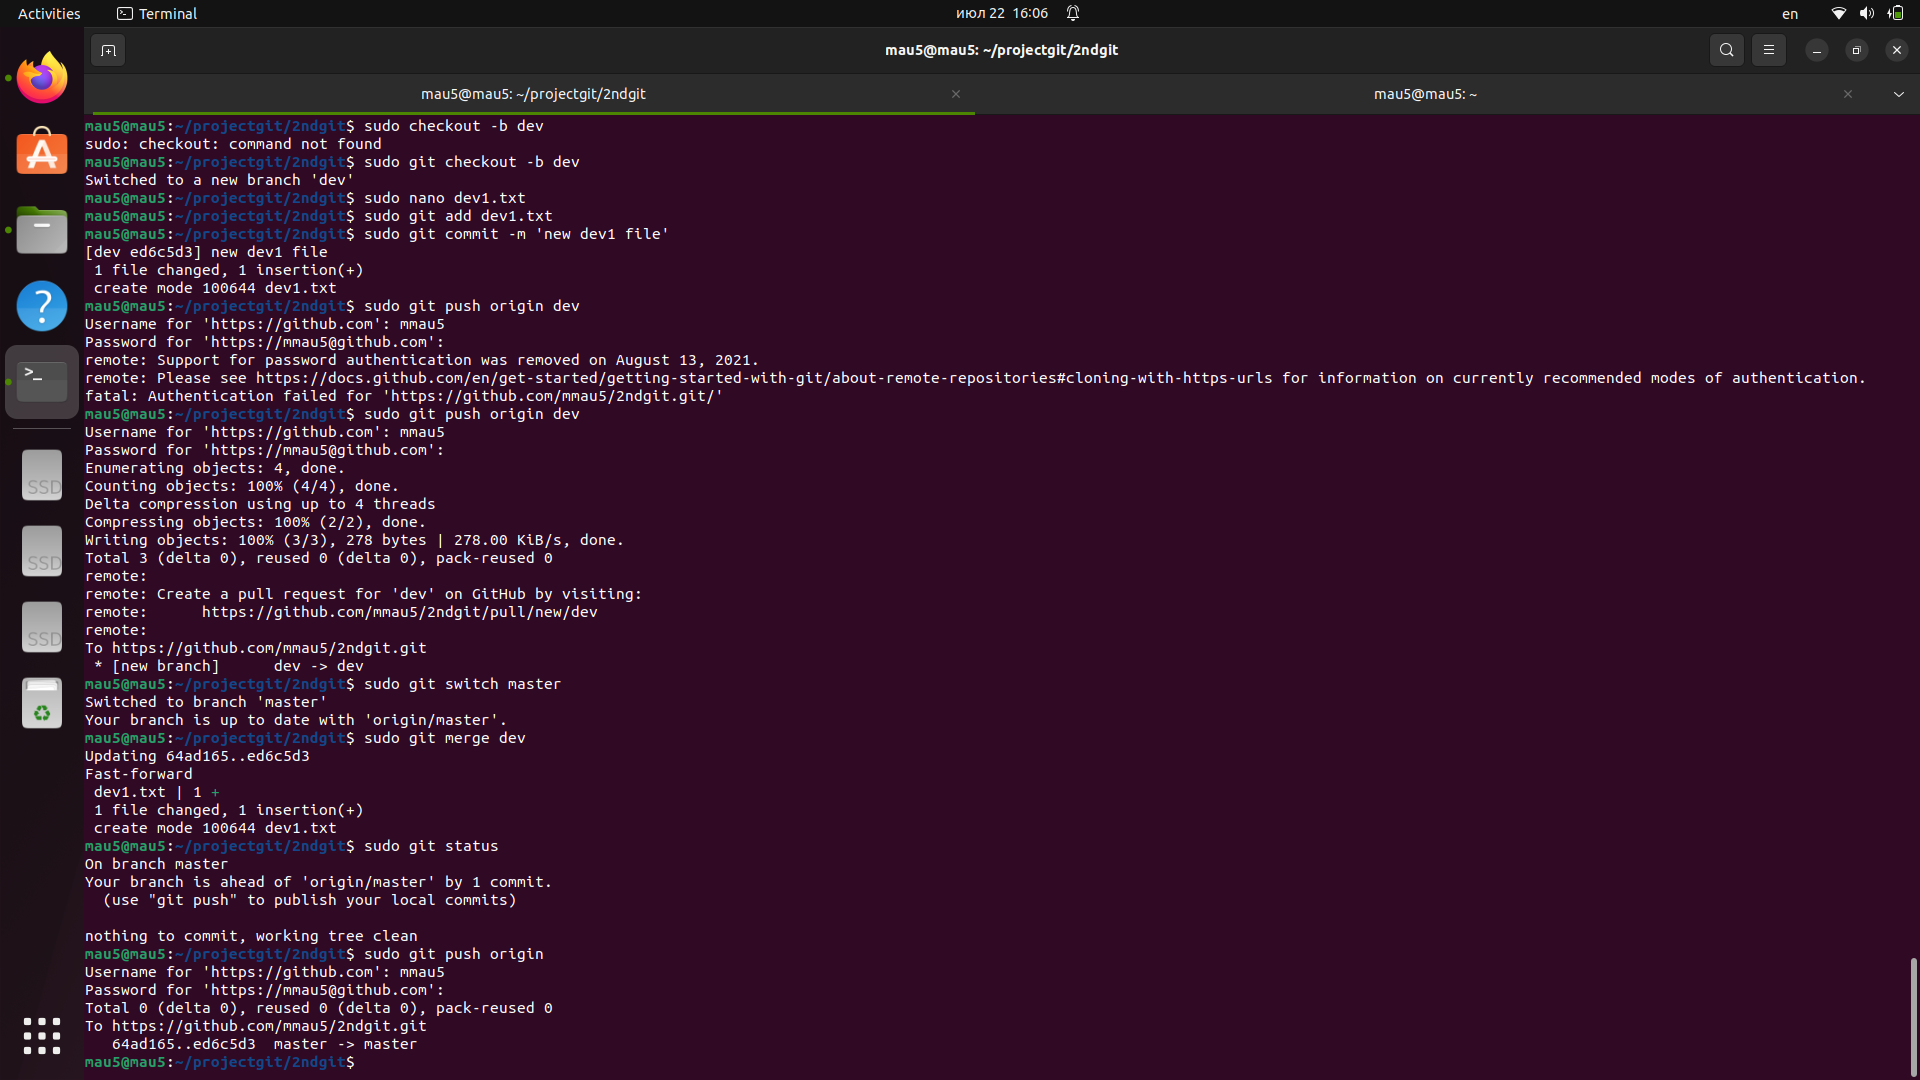 Activities
Terminal
июл 22 16:06
en
mau5@mau5: ~/projectgit/2ndgit
mau5@mau5: ~/projectgit/2ndgit
mau5@mau5: ~
mau5@mau5:~/projectgit/2ndgit$ sudo checkout -b dev
sudo: checkout: command not found
mau5@mau5:~/projectgit/2ndgit$ sudo git checkout -b dev
Switched to a new branch 'dev'
mau5@mau5:~/projectgit/2ndgit$ sudo nano dev1.txt
mau5@mau5:~/projectgit/2ndgit$ sudo git add dev1.txt
mau5@mau5:~/projectgit/2ndgit$ sudo git commit -m 'new dev1 file'
[dev ed6c5d3] new dev1 file
 1 file changed, 1 insertion(+)
 create mode 100644 dev1.txt
mau5@mau5:~/projectgit/2ndgit$ sudo git push origin dev
Username for 'https://github.com': mmau5
Password for 'https://mmau5@github.com':
remote: Support for password authentication was removed on August 13, 2021.
remote: Please see https://docs.github.com/en/get-started/getting-started-with-git/about-remote-repositories#cloning-with-https-urls for information on currently recommended modes of authentication.
fatal: Authentication failed for 'https://github.com/mmau5/2ndgit.git/'
mau5@mau5:~/projectgit/2ndgit$ sudo git push origin dev
Username for 'https://github.com': mmau5
Password for 'https://mmau5@github.com':
Enumerating objects: 4, done.
Counting objects: 100% (4/4), done.
Delta compression using up to 4 threads
Compressing objects: 100% (2/2), done.
Writing objects: 100% (3/3), 278 bytes | 278.00 KiB/s, done.
Total 3 (delta 0), reused 0 (delta 0), pack-reused 0
remote:
remote: Create a pull request for 'dev' on GitHub by visiting:
remote:      https://github.com/mmau5/2ndgit/pull/new/dev
remote:
To https://github.com/mmau5/2ndgit.git
 * [new branch]      dev -> dev
mau5@mau5:~/projectgit/2ndgit$ sudo git switch master
Switched to branch 'master'
Your branch is up to date with 'origin/master'.
mau5@mau5:~/projectgit/2ndgit$ sudo git merge dev
Updating 64ad165..ed6c5d3
Fast-forward
 dev1.txt | 1 +
 1 file changed, 1 insertion(+)
 create mode 100644 dev1.txt
mau5@mau5:~/projectgit/2ndgit$ sudo git status
On branch master
Your branch is ahead of 'origin/master' by 1 commit.
  (use "git push" to publish your local commits)

nothing to commit, working tree clean
mau5@mau5:~/projectgit/2ndgit$ sudo git push origin
Username for 'https://github.com': mmau5
Password for 'https://mmau5@github.com':
Total 0 (delta 0), reused 0 (delta 0), pack-reused 0
To https://github.com/mmau5/2ndgit.git
   64ad165..ed6c5d3  master -> master
mau5@mau5:~/projectgit/2ndgit$
SSD
SSD
SSD